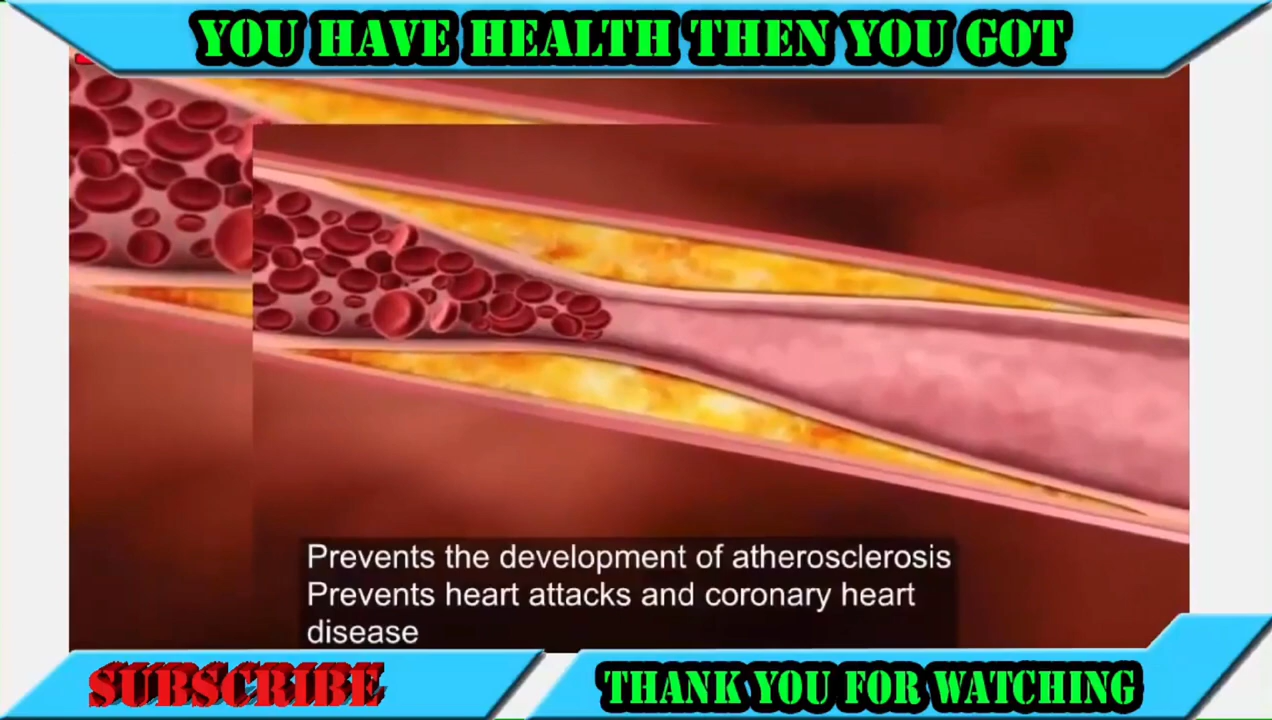 YOU HAVE HEALTH THEN YOU GOT
Prevents the development of atherosclerosis
Prevents heart attacks and coronary heart
disease
SUBSCRIBE
THANK YOU FOR WATCHING